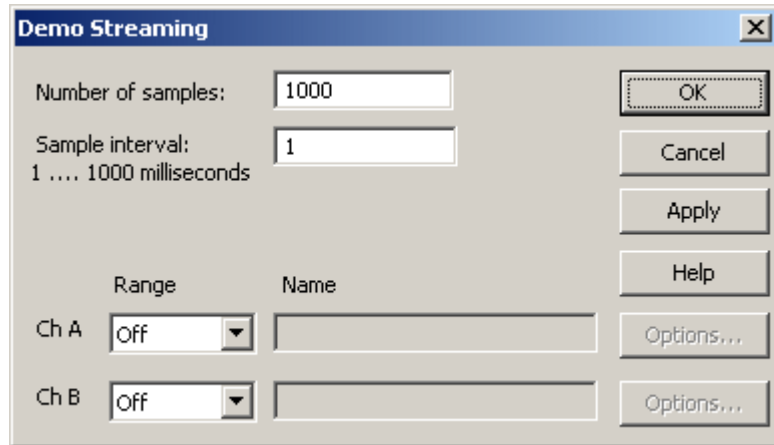 Demo Streaming
Number of samples: 1000 OK
Sample interval: 1
1 .... 1000 milliseconds Cancel
Apply
Help
Range Name
Ch A Off Options...
Ch B Off Options...